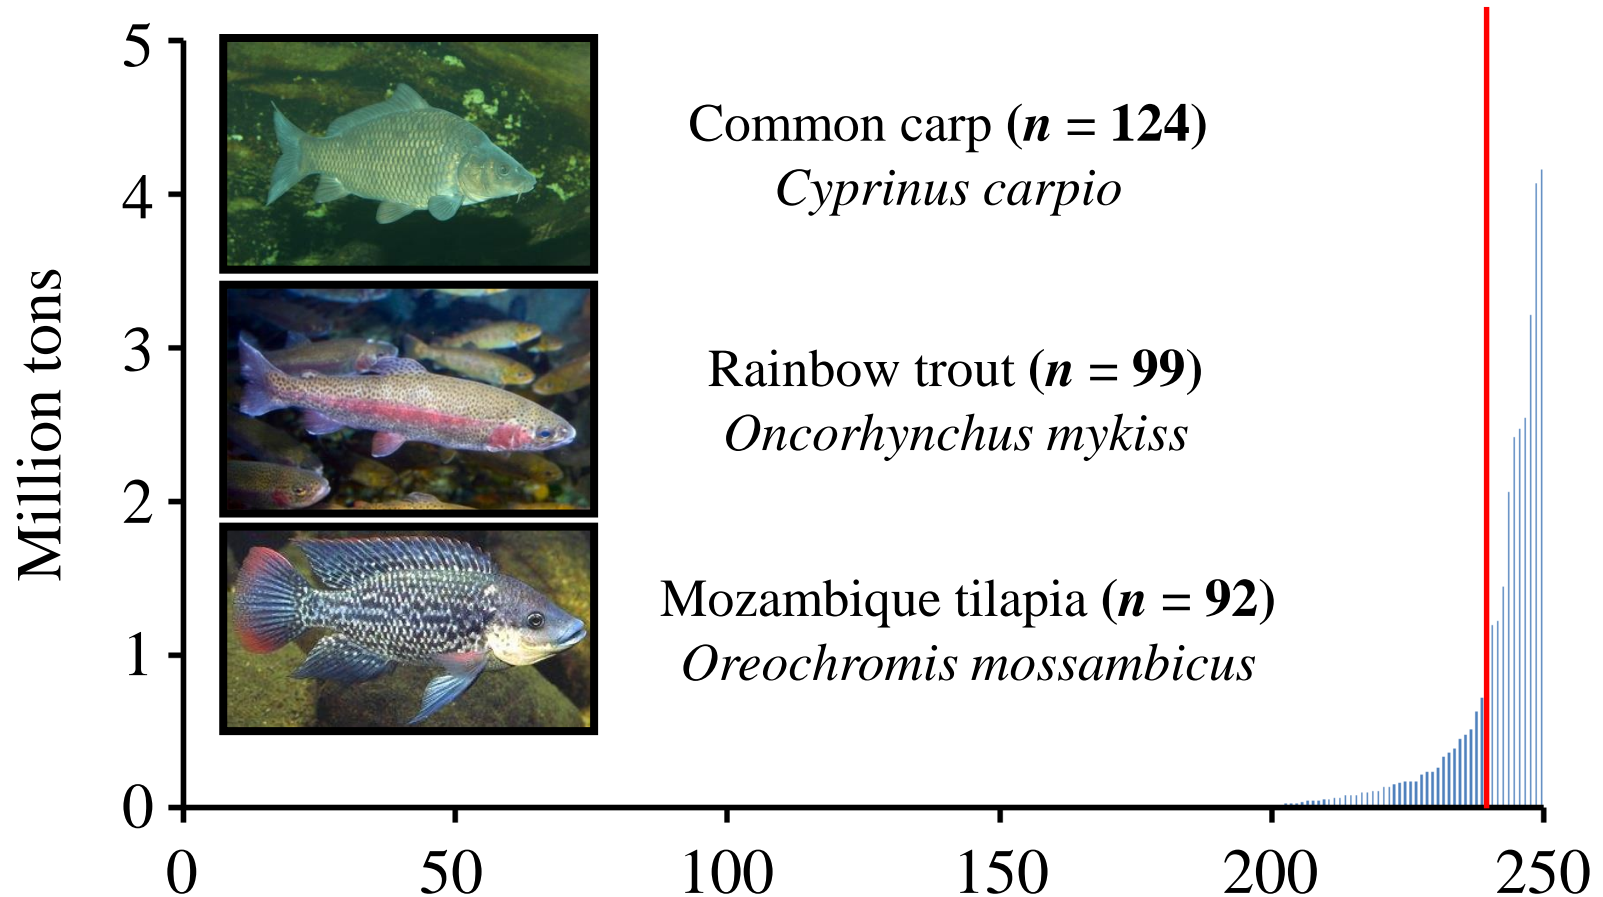 Million tons
5
4
3
2
1
0
Common carp (n = 124)
Cyprinus carpio
Rainbow trout (n = 99)
Oncorhynchus mykiss
Mozambique tilapia (n = 92)
Oreochromis mossambicus
0 50 100 150 200 250